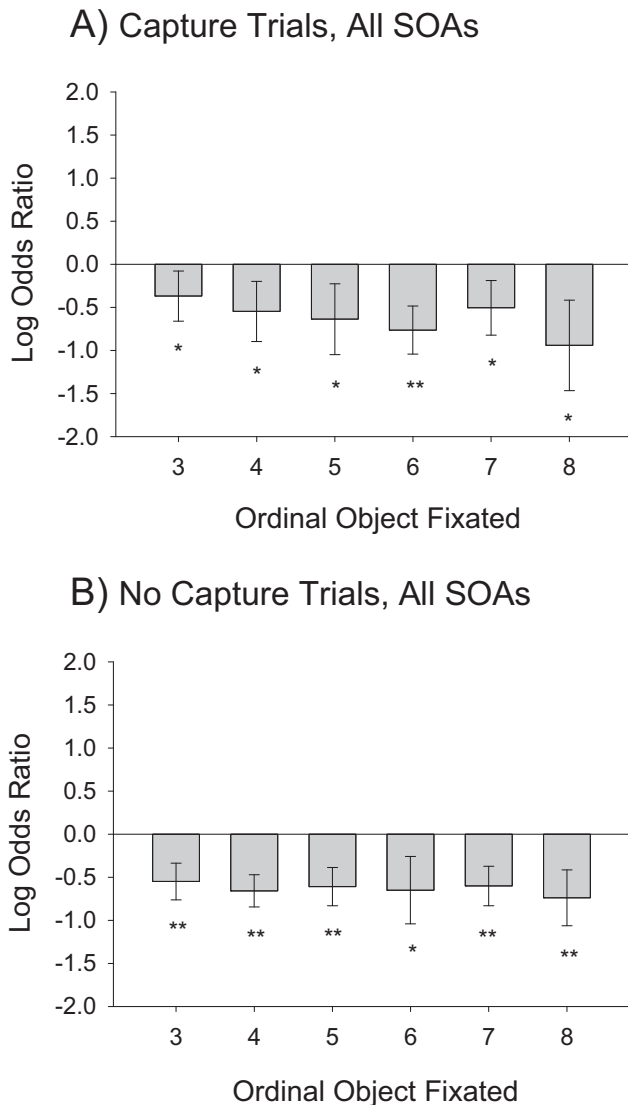 A) Capture Trials, All SOAs
2.0
1.5
1.0
0.5
0.0
-0.5
-1.0
-1.5
-2.0
Log Odds Ratio
* * * ** * *
3 4 5 6 7 8
Ordinal Object Fixated
B) No Capture Trials, All SOAs
2.0
1.5
1.0
0.5
0.0
-0.5
-1.0
-1.5
-2.0
Log Odds Ratio
** ** ** * ** **
3 4 5 6 7 8
Ordinal Object Fixated